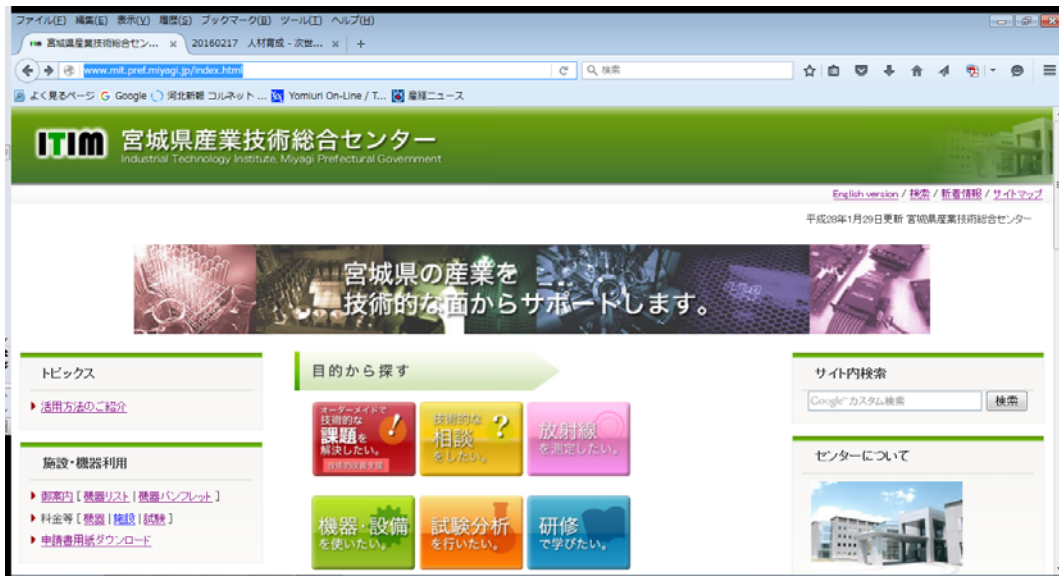 ファイル(F) 編集(E) 表示(V) 履歴(S) ブックマーク(B) ツール(T) ヘルプ(H)
宮城県産業技術総合セン... × 20160217 人材育成 - 次世... × +
www.mit.pref.miyagi.jp/index.html
検索
よく見るページ Google 河北新報 コルネット ... Yomiuri On-Line / T... 産経ニュース
ITIM 宮城県産業技術総合センター
Industrial Technology Institute, Miyagi Prefectural Government
English version / 検索 / 新着情報 / サイトマップ
平成28年1月29日更新 宮城県産業技術総合センター
宮城県の産業を
技術的な面からサポートします。
トピックス
活用方法のご紹介
施設・機器利用
御案内 [ 機器リスト | 機器パンフレット ]
料金等 [ 機器 | 施設 | 試験 ]
申請書用紙ダウンロード
目的から探す
オーダーメイドで
技術的な
課題を
解決したい。
技術的改善支援
技術的な
相談
をしたい。
放射線
を測定したい。
機器・設備
を使いたい。
試験分析
を行いたい。
研修
で学びたい。
サイト内検索
Google カスタム検索 検索
センターについて